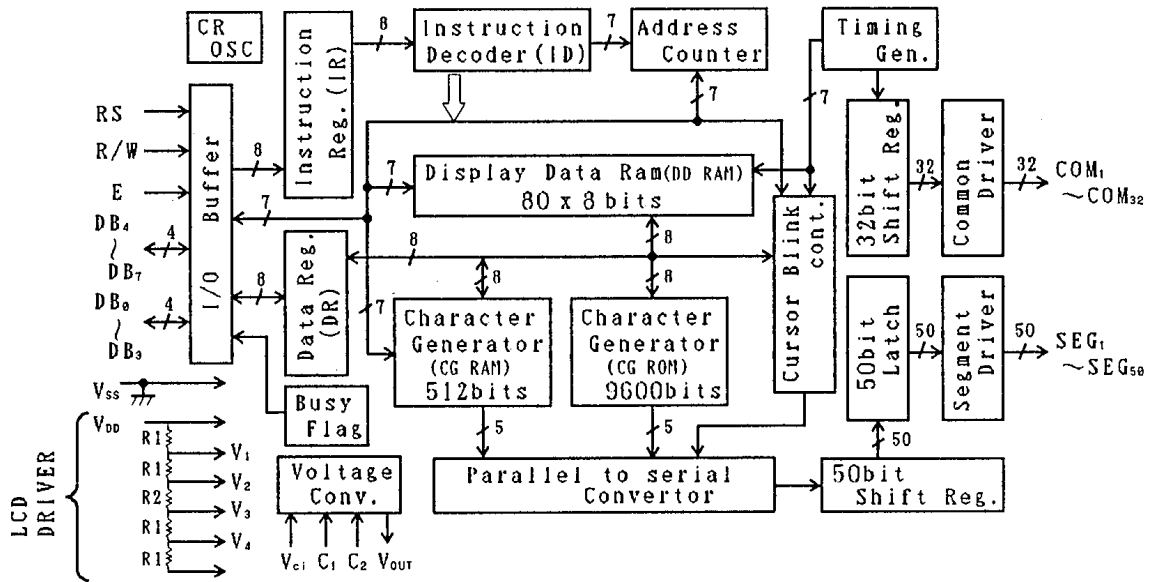 CR
OSC
Instruction
Reg. (IR)
8
Instruction
Decoder (ID)
7
Address
Counter
Timing
Gen.
7
7
RS
R/W
E
DB4
~
DB7
DB0
~
DB3
4
4
I/O Buffer
8
7
8
7
Display Data Ram (DD RAM)
80 x 8 bits
8
Data Reg.
(DR)
8
8
8
7
Character
Generator
(CG RAM)
512bits
Character
Generator
(CG ROM)
9600bits
Cursor Blink
cont.
32bit
Shift Reg.
32
Common
Driver
32
COM1
~COM32
50bit
Latch
50
Segment
Driver
50
SEG1
~SEG50
50
Busy
Flag
5
5
Parallel to serial
Convertor
50bit
Shift Reg.
VSS
VDD
LCD
DRIVER
R1
V1
R1
V2
R2
V3
R1
V4
R1
Voltage
Conv.
Vci C1 C2 VOUT